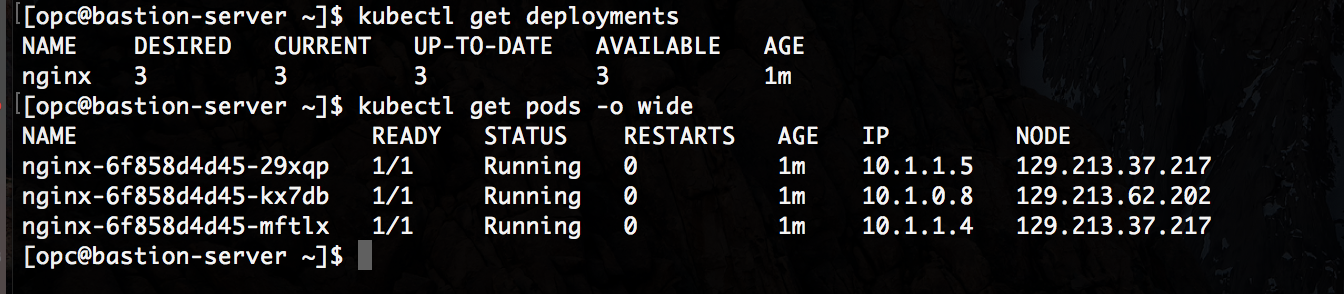 [opc@bastion-server ~]$ kubectl get deployments
NAME DESIRED CURRENT UP-TO-DATE AVAILABLE AGE
nginx 3 3 3 3 1m
[opc@bastion-server ~]$ kubectl get pods -o wide
NAME READY STATUS RESTARTS AGE IP NODE
nginx-6f858d4d45-29xqp 1/1 Running 0 1m 10.1.1.5 129.213.37.217
nginx-6f858d4d45-kx7db 1/1 Running 0 1m 10.1.0.8 129.213.62.202
nginx-6f858d4d45-mftlx 1/1 Running 0 1m 10.1.1.4 129.213.37.217
[opc@bastion-server ~]$